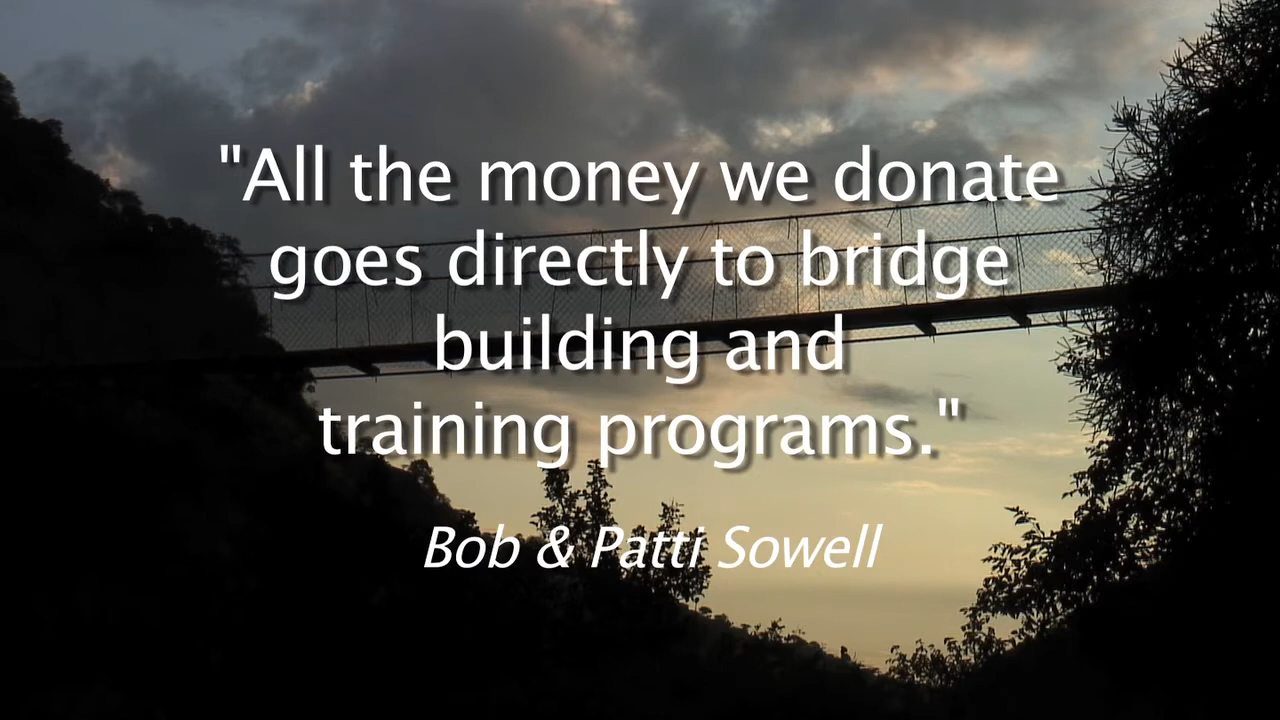 "All the money we donate
goes directly to bridge
building and
training programs."
Bob & Patti Sowell